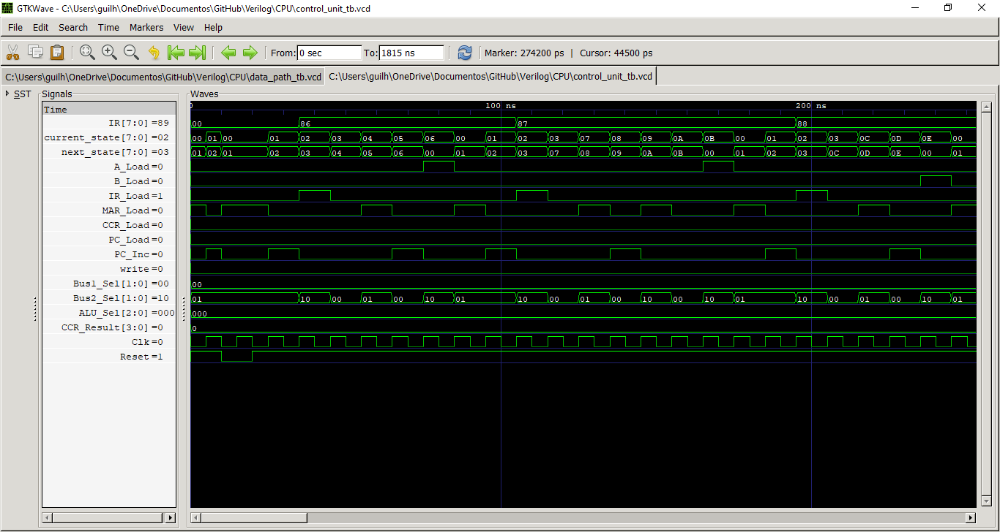 GTKWave - C:\Users\guilh\OneDrive\Documentos\GitHub\Verilog\CPU\control_unit_tb.vcd
File Edit Search Time Markers View Help
From: 0 sec To: 1815 ns Marker: 274200 ps | Cursor: 44500 ps
C:\Users\guilh\OneDrive\Documentos\GitHub\Verilog\CPU\data_path_tb.vcd C:\Users\guilh\OneDrive\Documentos\GitHub\Verilog\CPU\control_unit_tb.vcd
SST Signals Waves
Time 0 100 ns 200 ns
IR[7:0]=89 00 86 87 88
current_state[7:0]=02 00 01 00 01 02 03 04 05 06 00 01 02 03 07 08 09 0A 0B 00 01 02 03 0C 0D 0E 00
next_state[7:0]=03 01 02 01 02 03 04 05 06 00 01 02 03 07 08 09 0A 0B 00 01 02 03 0C 0D 0E 00 01
A_Load=0
B_Load=0
IR_Load=1
MAR_Load=0
CCR_Load=0
PC_Load=0
PC_Inc=0
write=0
Bus1_Sel[1:0]=00 00
Bus2_Sel[1:0]=10 01 10 00 01 00 10 01 10 00 01 00 10 00 10 01 10 00 01 00 10 01
ALU_Sel[2:0]=000 000
CCR_Result[3:0]=0 0
Clk=0
Reset=1